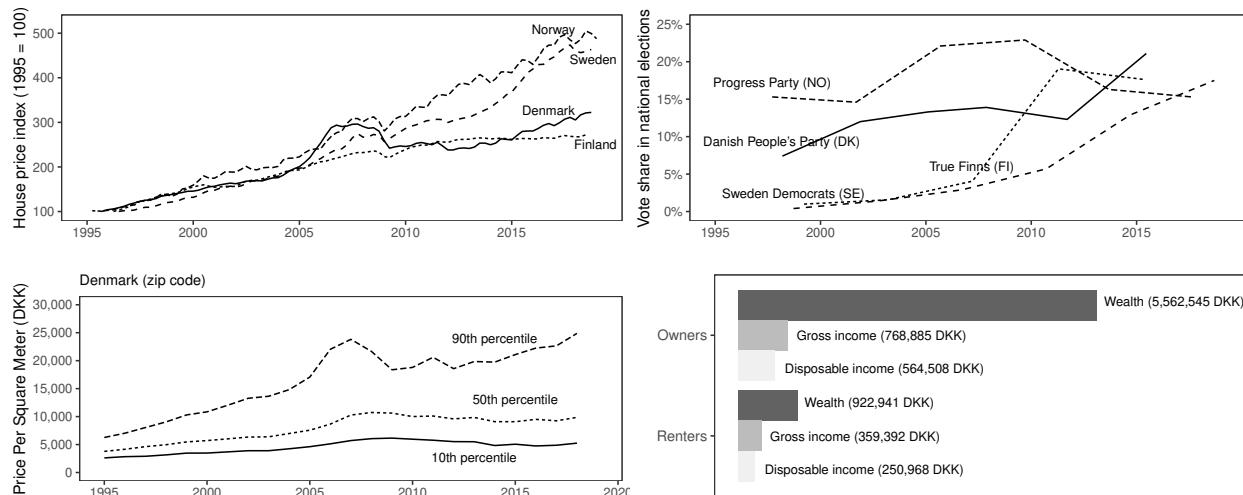 House price index (1995 = 100)
500
400
300
200
100
Norway
Sweden
Denmark
Finland
1995
2000
2005
2010
2015
Vote share in national elections
25%
20%
15%
10%
5%
0%
Progress Party (NO)
Danish People's Party (DK)
True Finns (FI)
Sweden Democrats (SE)
1995
2000
2005
2010
2015
Denmark (zip code)
Price Per Square Meter (DKK)
30,000
25,000
20,000
15,000
10,000
5,000
0
90th percentile
50th percentile
10th percentile
1995
2000
2005
2010
2015
2020
Owners
Wealth (5,562,545 DKK)
Gross income (768,885 DKK)
Disposable income (564,508 DKK)
Renters
Wealth (922,941 DKK)
Gross income (359,392 DKK)
Disposable income (250,968 DKK)